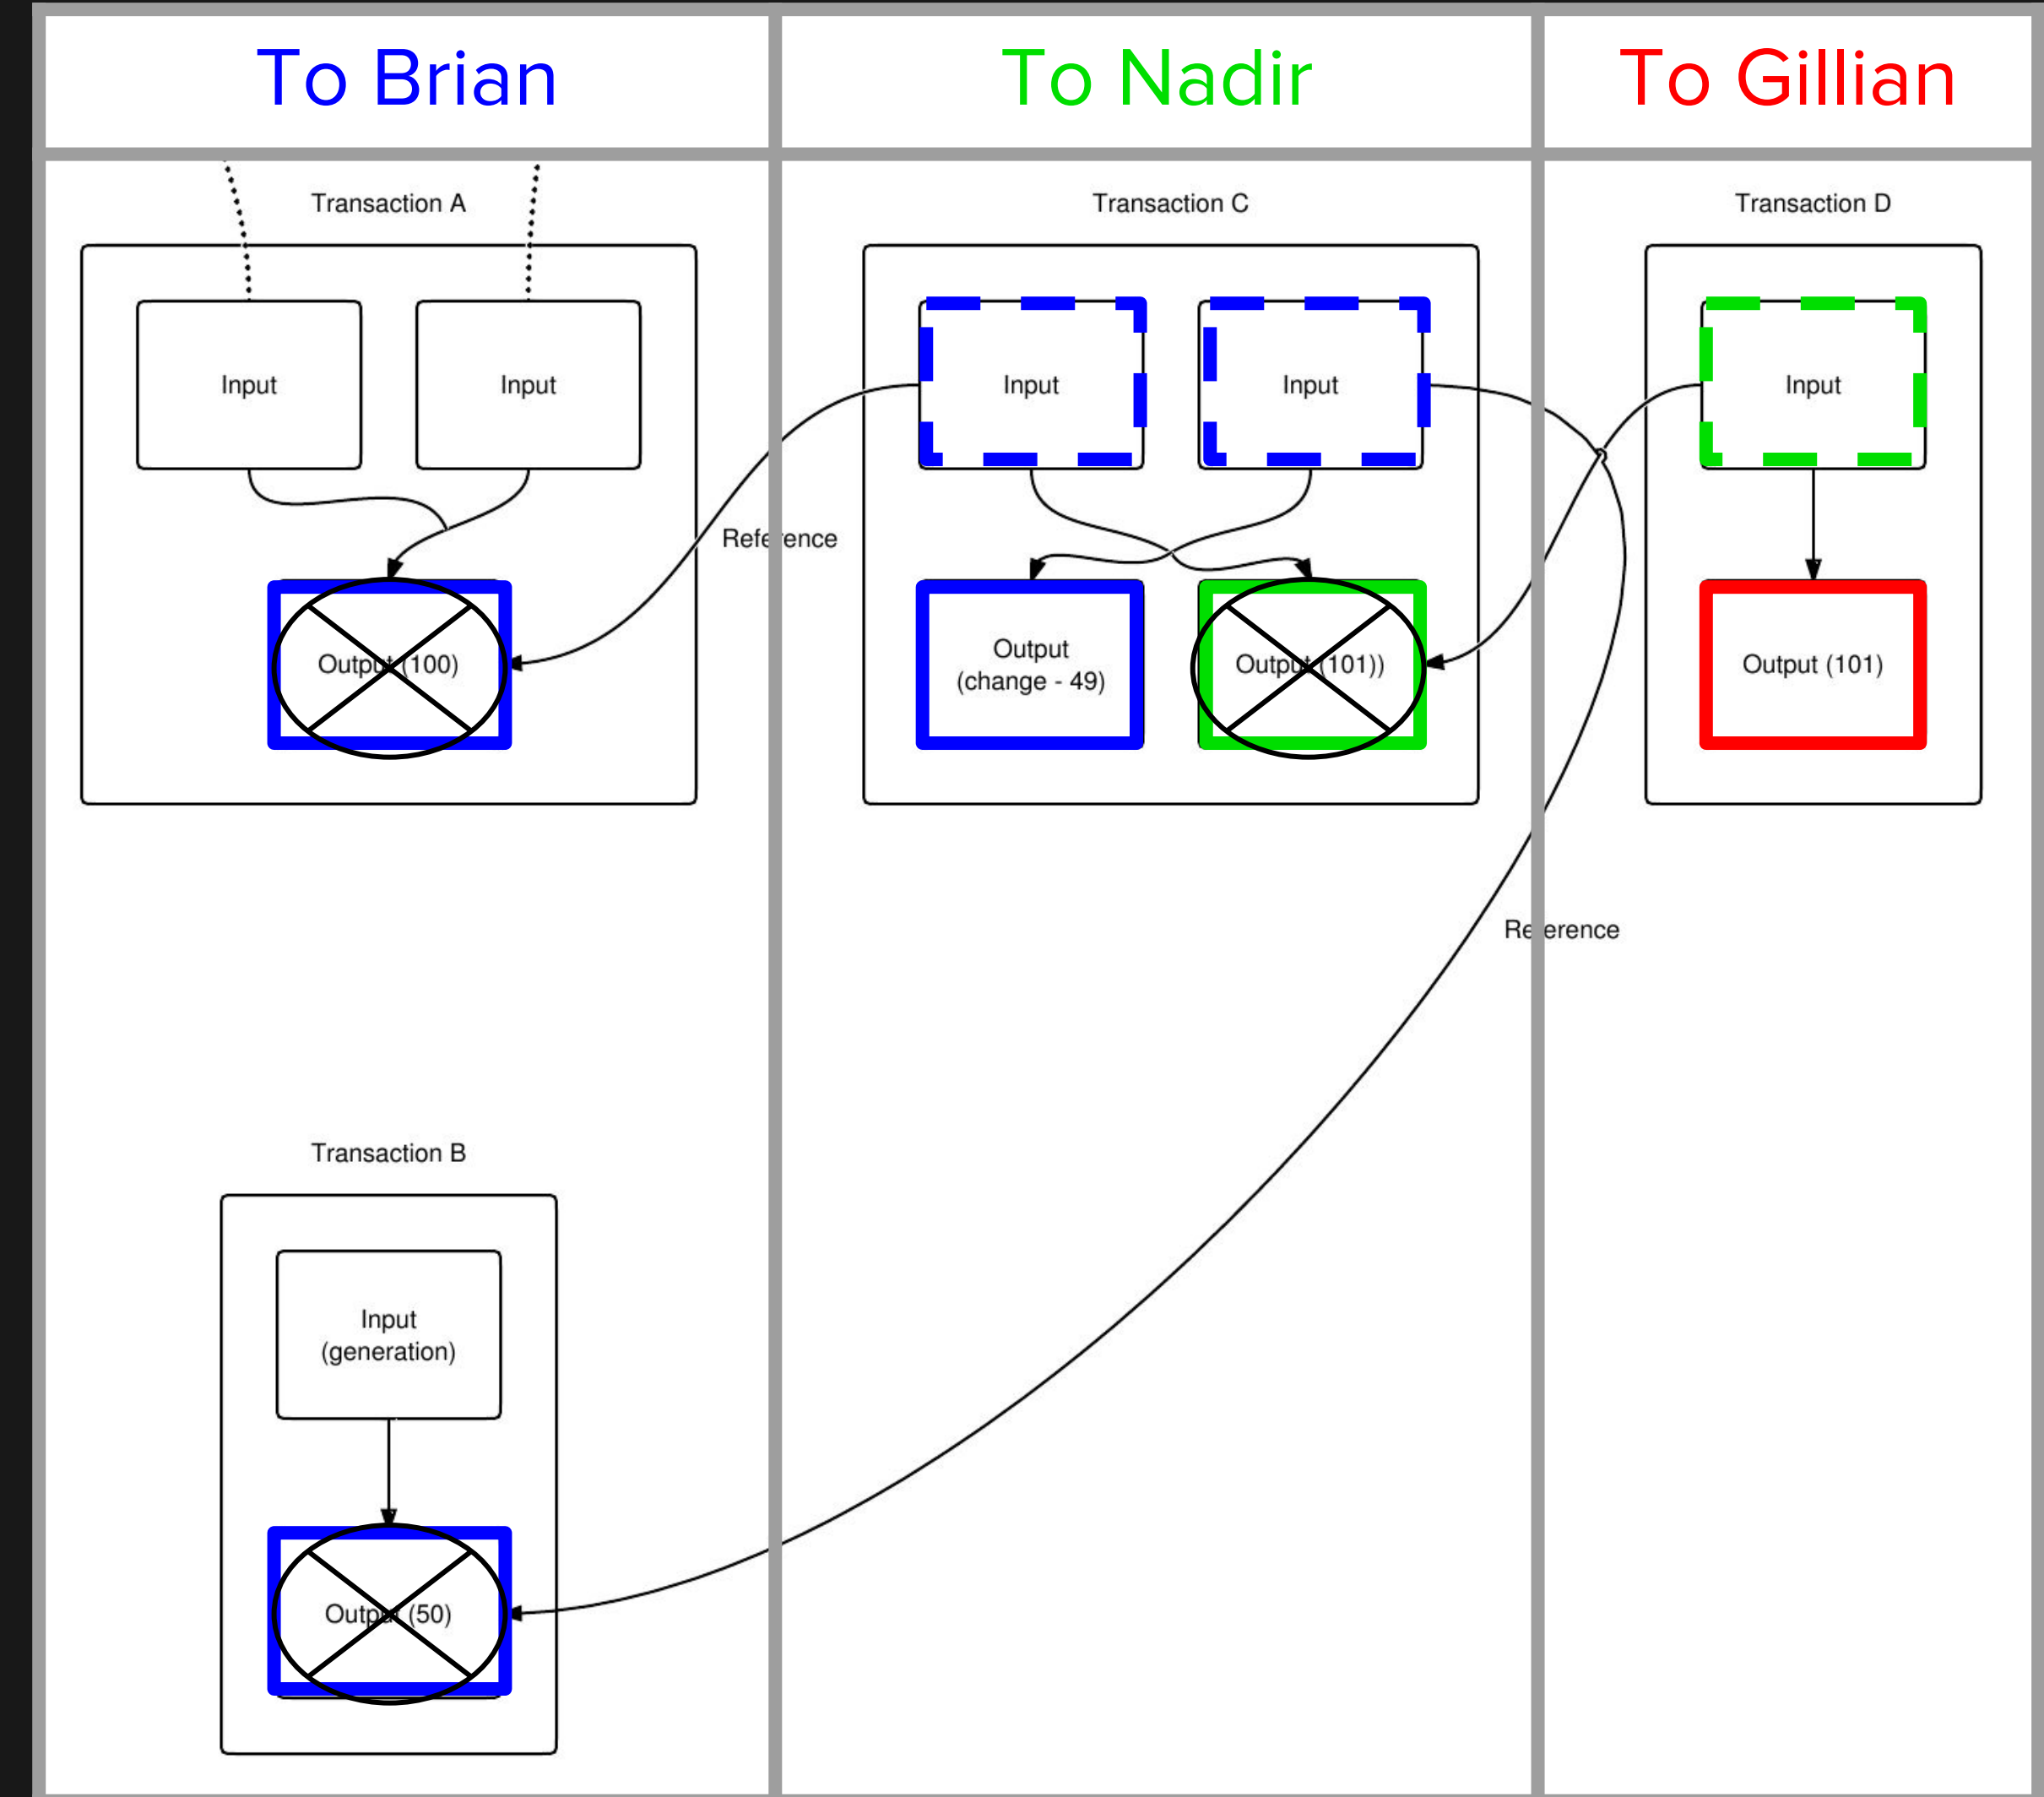 To Brian
To Nadir
To Gillian
Transaction A
Input
Input
Output (100)
Reference
Transaction C
Input
Input
Output
(change - 49)
Output (101))
Transaction D
Input
Output (101)
Reference
Transaction B
Input
(generation)
Output (50)